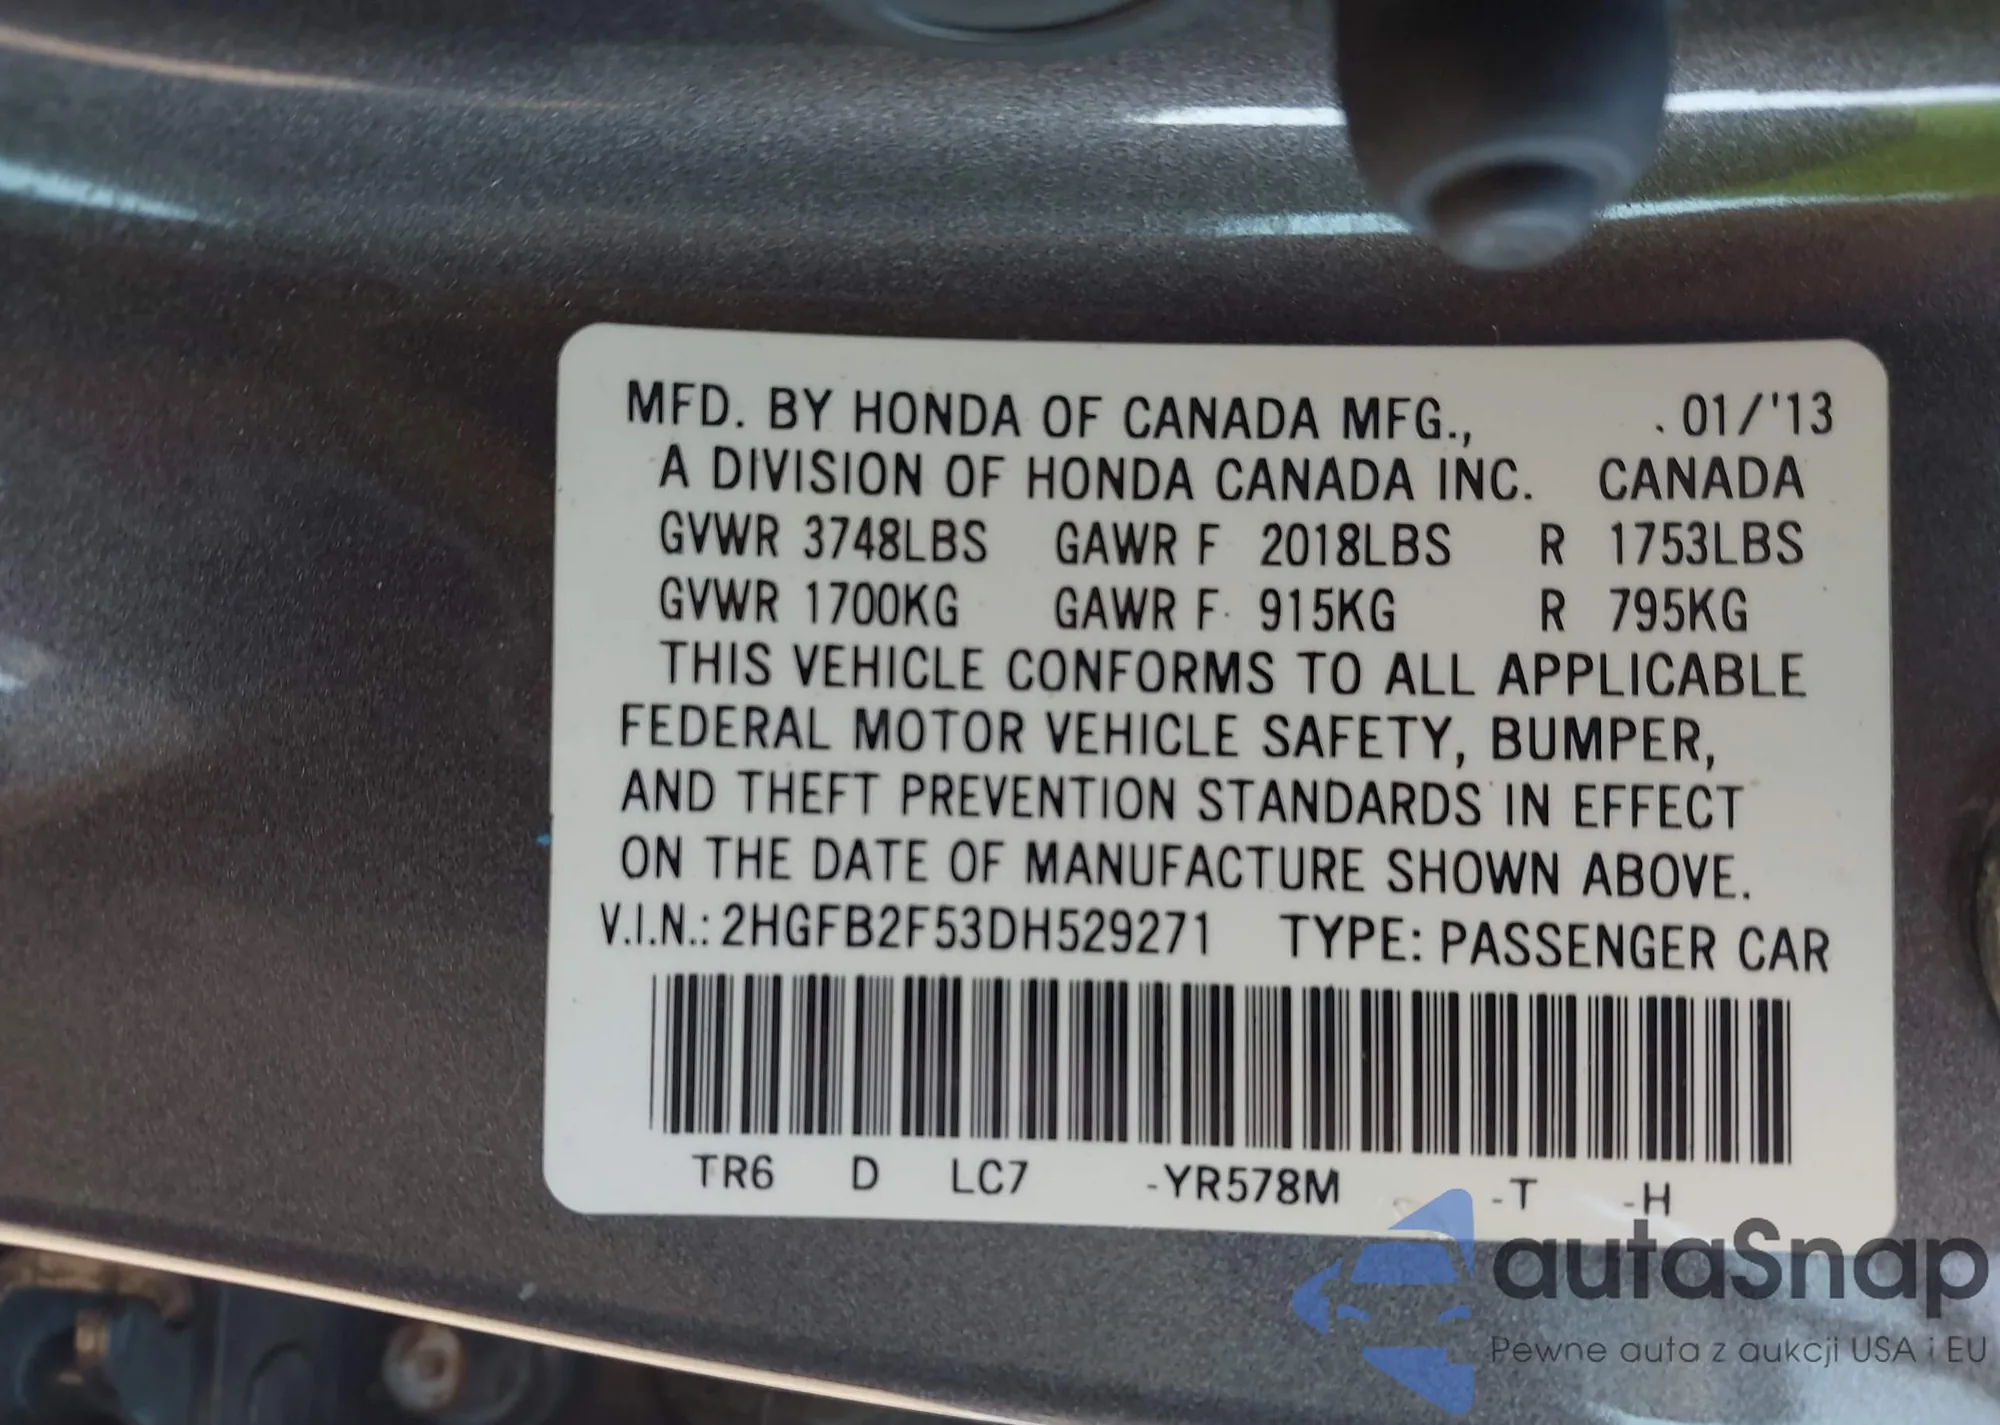 MFD. BY HONDA OF CANADA MFG., 01/'13
A DIVISION OF HONDA CANADA INC. CANADA
GVWR 3748LBS GAWR F 2018LBS R 1753LBS
GVWR 1700KG GAWR F 915KG R 795KG
THIS VEHICLE CONFORMS TO ALL APPLICABLE
FEDERAL MOTOR VEHICLE SAFETY, BUMPER,
AND THEFT PREVENTION STANDARDS IN EFFECT
ON THE DATE OF MANUFACTURE SHOWN ABOVE.
V.I.N.: 2HGFB2F53DH529271 TYPE: PASSENGER CAR
TR6 D LC7 -YR578M -T -H
autaSnap
Pewne auta z aukcji USA i EU